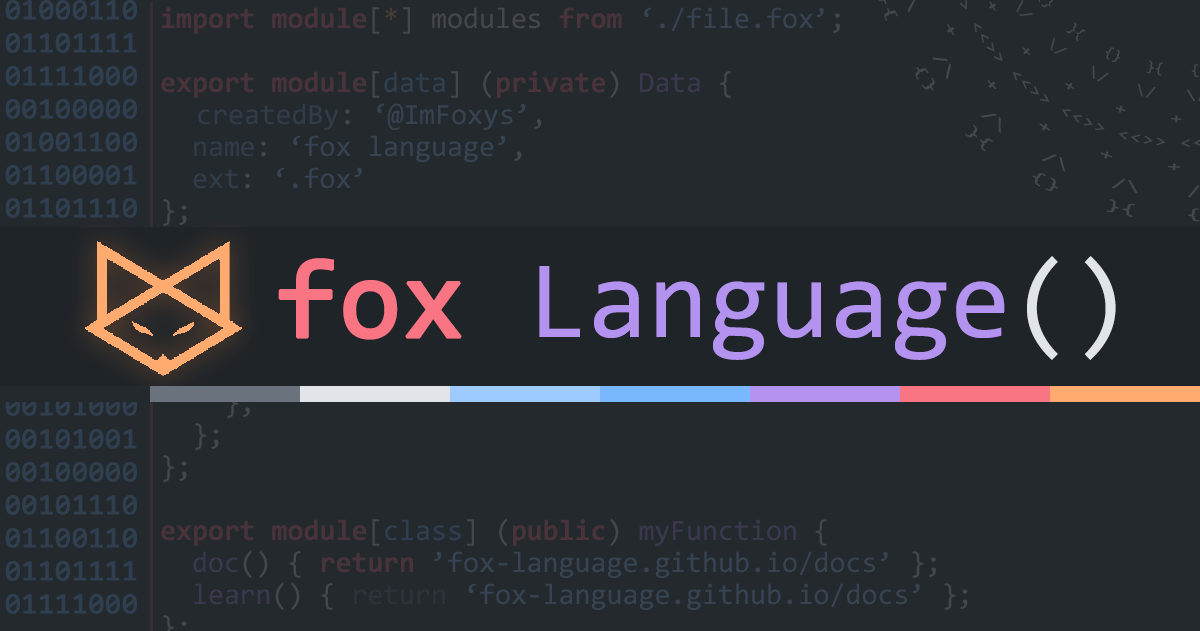 01000110 import module[*] modules from ‘./file.fox’;
01101111
01111000 export module[data] (private) Data {
00100000 createdBy: ‘@ImFoxys’,
01001100 name: ‘fox language’,
01100001 ext: ‘.fox’
01101110 };
fox Language()
00101000 };
00101001 };
00100000 };
00101110
01100110 export module[class] (public) myFunction {
01101111 doc() { return ’fox-language.github.io/docs’ };
01111000 learn() { return ‘fox-language.github.io/docs’ };
};